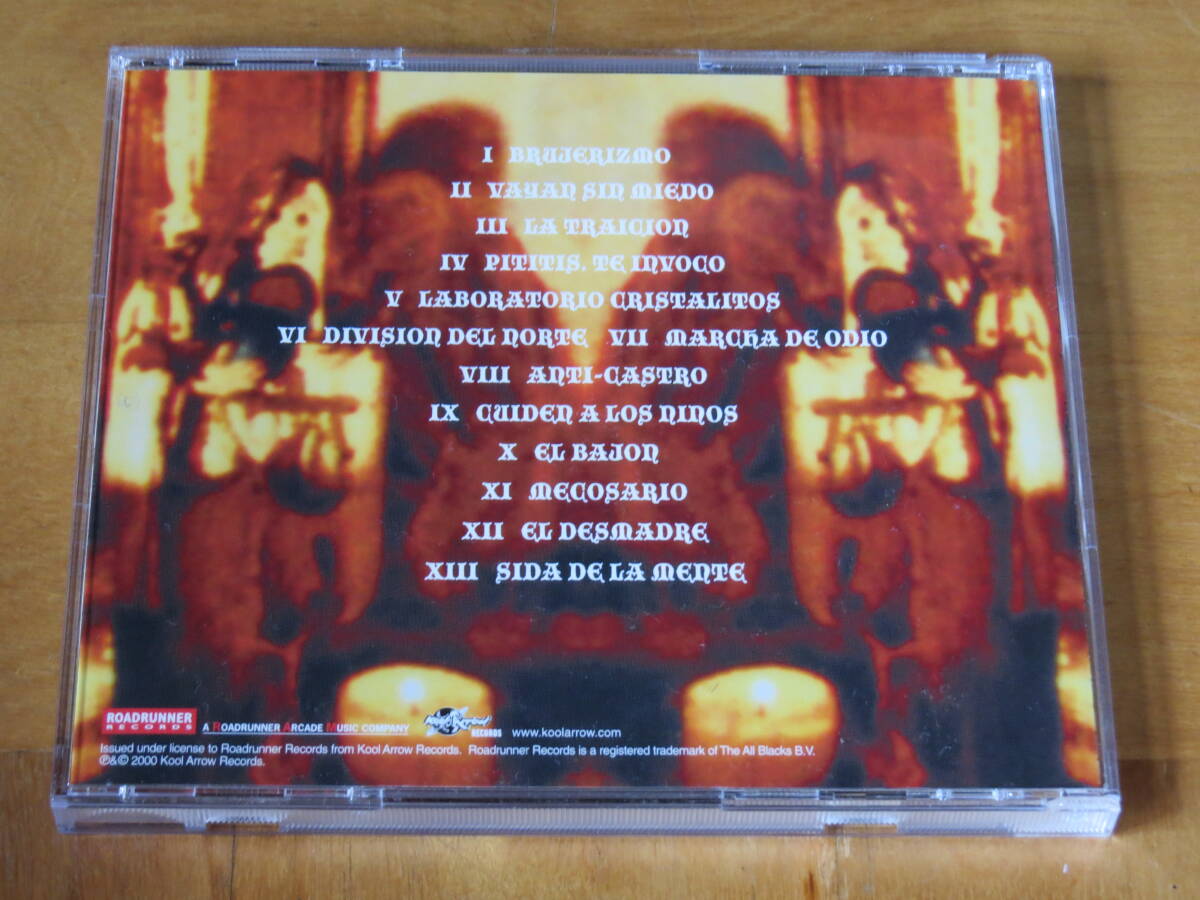 I BRUJERIZMO
II VAYAN SIN MIEDO
III LA TRAICION
IV PITITIS, TE INVOCO
V LABORATORIO CRISTALITOS
VI DIVISION DEL NORTE VII MARCHA DE ODIO
VIII ANTI-CASTRO
IX CUIDEN A LOS NINOS
X EL BAJON
XI MECOSARIO
XII EL DESMADRE
XIII SIDA DE LA MENTE
ROADRUNNER
RECORDS
A ROADRUNNER ARCADE MUSIC COMPANY
Kool Arrow
RECORDS
www.koolarrow.com
Issued under license to Roadrunner Records from Kool Arrow Records. Roadrunner Records is a registered trademark of The All Blacks B.V.
℗&© 2000 Kool Arrow Records.